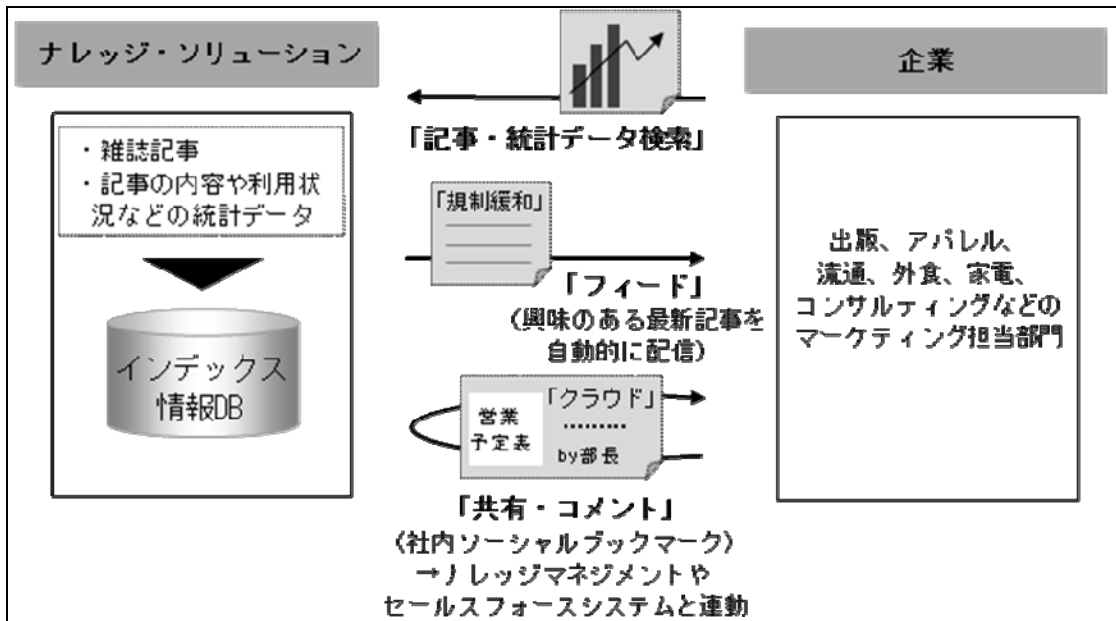 ナレッジ・ソリューション
・雑誌記事
・記事の内容や利用状
況などの統計データ
インデックス
情報DB
「記事・統計データ検索」
「規制緩和」
「フィード」
（興味のある最新記事を
自動的に配信）
営業
予定表
「クラウド」
………
by部長
「共有・コメント」
（社内ソーシャルブックマーク）
→ナレッジマネジメントや
セールスフォースシステムと連動
企業
出版、アパレル、
流通、外食、家電、
コンサルティングなどの
マーケティング担当部門